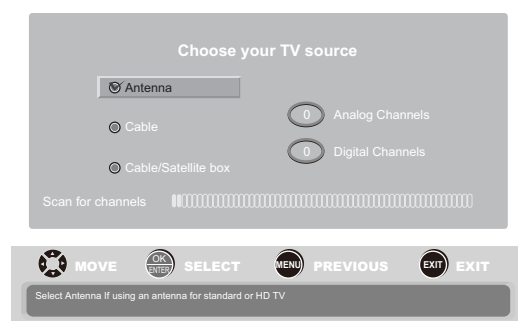 Choose your TV source
Antenna
Cable
Cable/Satellite box
0 Analog Channels
0 Digital Channels
Scan for channels
MOVE OK ENTER SELECT MENU PREVIOUS EXIT EXIT
Select Antenna If using an antenna for standard or HD TV